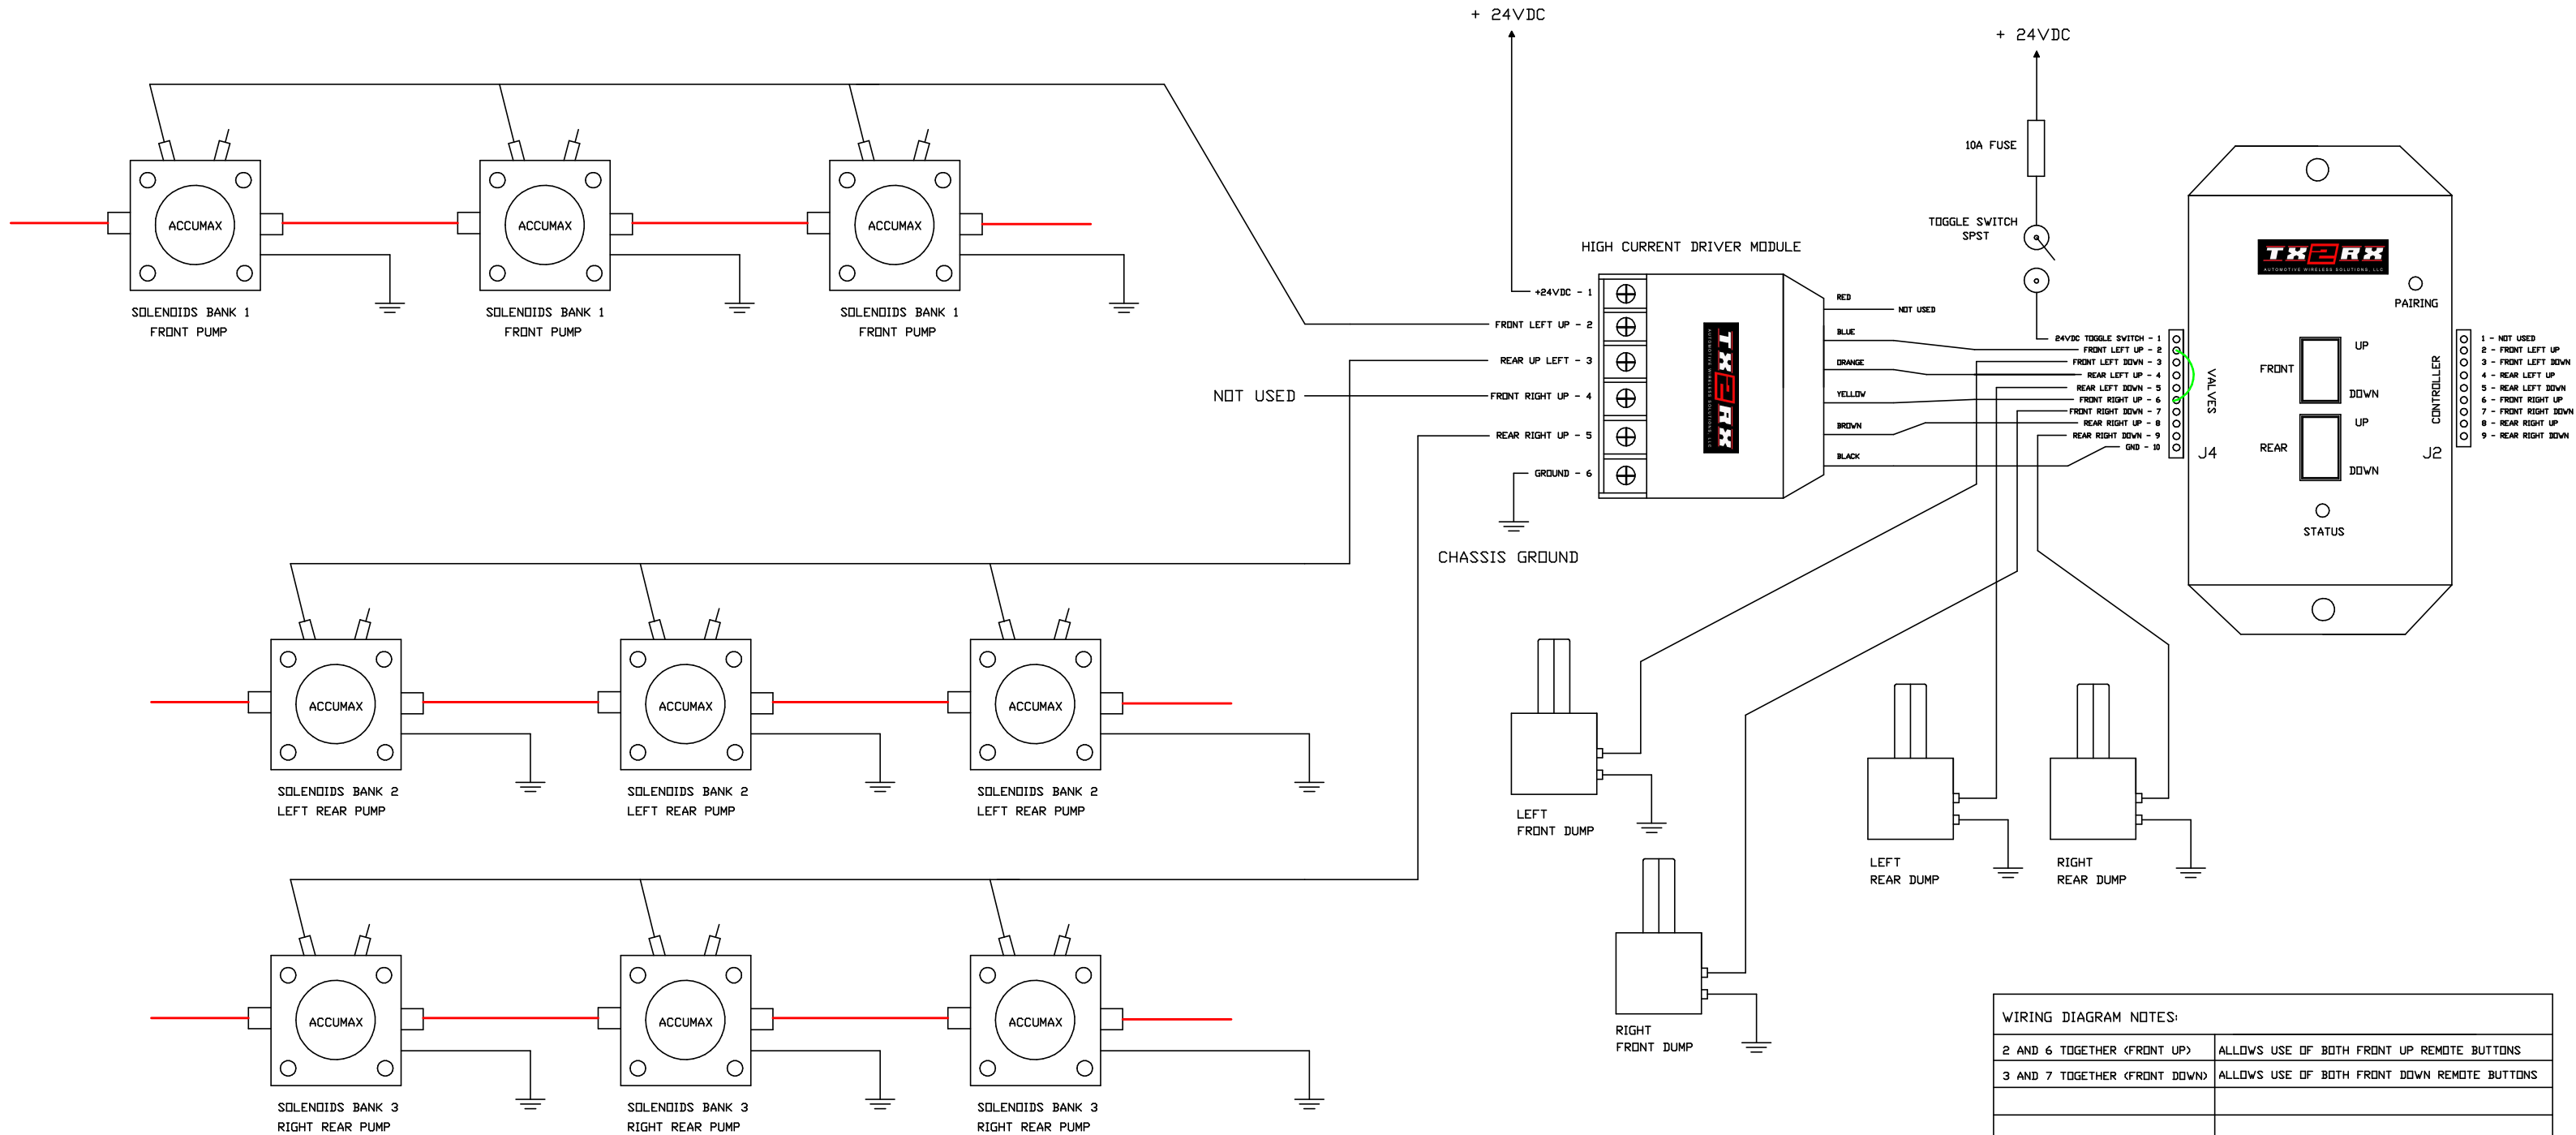 + 24VDC
+ 24VDC
10A FUSE
TOGGLE SWITCH
SPST
ACCUMAX
ACCUMAX
ACCUMAX
SOLENOIDS BANK 1
FRONT PUMP
SOLENOIDS BANK 1
FRONT PUMP
SOLENOIDS BANK 1
FRONT PUMP
HIGH CURRENT DRIVER MODULE
+24VDC - 1
FRONT LEFT UP - 2
REAR UP LEFT - 3
NOT USED
FRONT RIGHT UP - 4
REAR RIGHT UP - 5
GROUND - 6
CHASSIS GROUND
TX2RX
AUTOMOTIVE WIRELESS SOLUTIONS, LLC
RED
NOT USED
BLUE
ORANGE
YELLOW
BROWN
BLACK
24VDC TOGGLE SWITCH - 1
FRONT LEFT UP - 2
FRONT LEFT DOWN - 3
REAR LEFT UP - 4
REAR LEFT DOWN - 5
FRONT RIGHT UP - 6
FRONT RIGHT DOWN - 7
REAR RIGHT UP - 8
REAR RIGHT DOWN - 9
GND - 10
VALVES
J4
TX2RX
AUTOMOTIVE WIRELESS SOLUTIONS, LLC
PAIRING
FRONT
UP
DOWN
REAR
UP
DOWN
STATUS
CONTROLLER
J2
1 - NOT USED
2 - FRONT LEFT UP
3 - FRONT LEFT DOWN
4 - REAR LEFT UP
5 - REAR LEFT DOWN
6 - FRONT RIGHT UP
7 - FRONT RIGHT DOWN
8 - REAR RIGHT UP
9 - REAR RIGHT DOWN
ACCUMAX
ACCUMAX
ACCUMAX
SOLENOIDS BANK 2
LEFT REAR PUMP
SOLENOIDS BANK 2
LEFT REAR PUMP
SOLENOIDS BANK 2
LEFT REAR PUMP
LEFT
FRONT DUMP
LEFT
REAR DUMP
RIGHT
REAR DUMP
ACCUMAX
ACCUMAX
ACCUMAX
SOLENOIDS BANK 3
RIGHT REAR PUMP
SOLENOIDS BANK 3
RIGHT REAR PUMP
SOLENOIDS BANK 3
RIGHT REAR PUMP
RIGHT
FRONT DUMP
WIRING DIAGRAM NOTES:
2 AND 6 TOGETHER (FRONT UP) ALLOWS USE OF BOTH FRONT UP REMOTE BUTTONS
3 AND 7 TOGETHER (FRONT DOWN) ALLOWS USE OF BOTH FRONT DOWN REMOTE BUTTONS